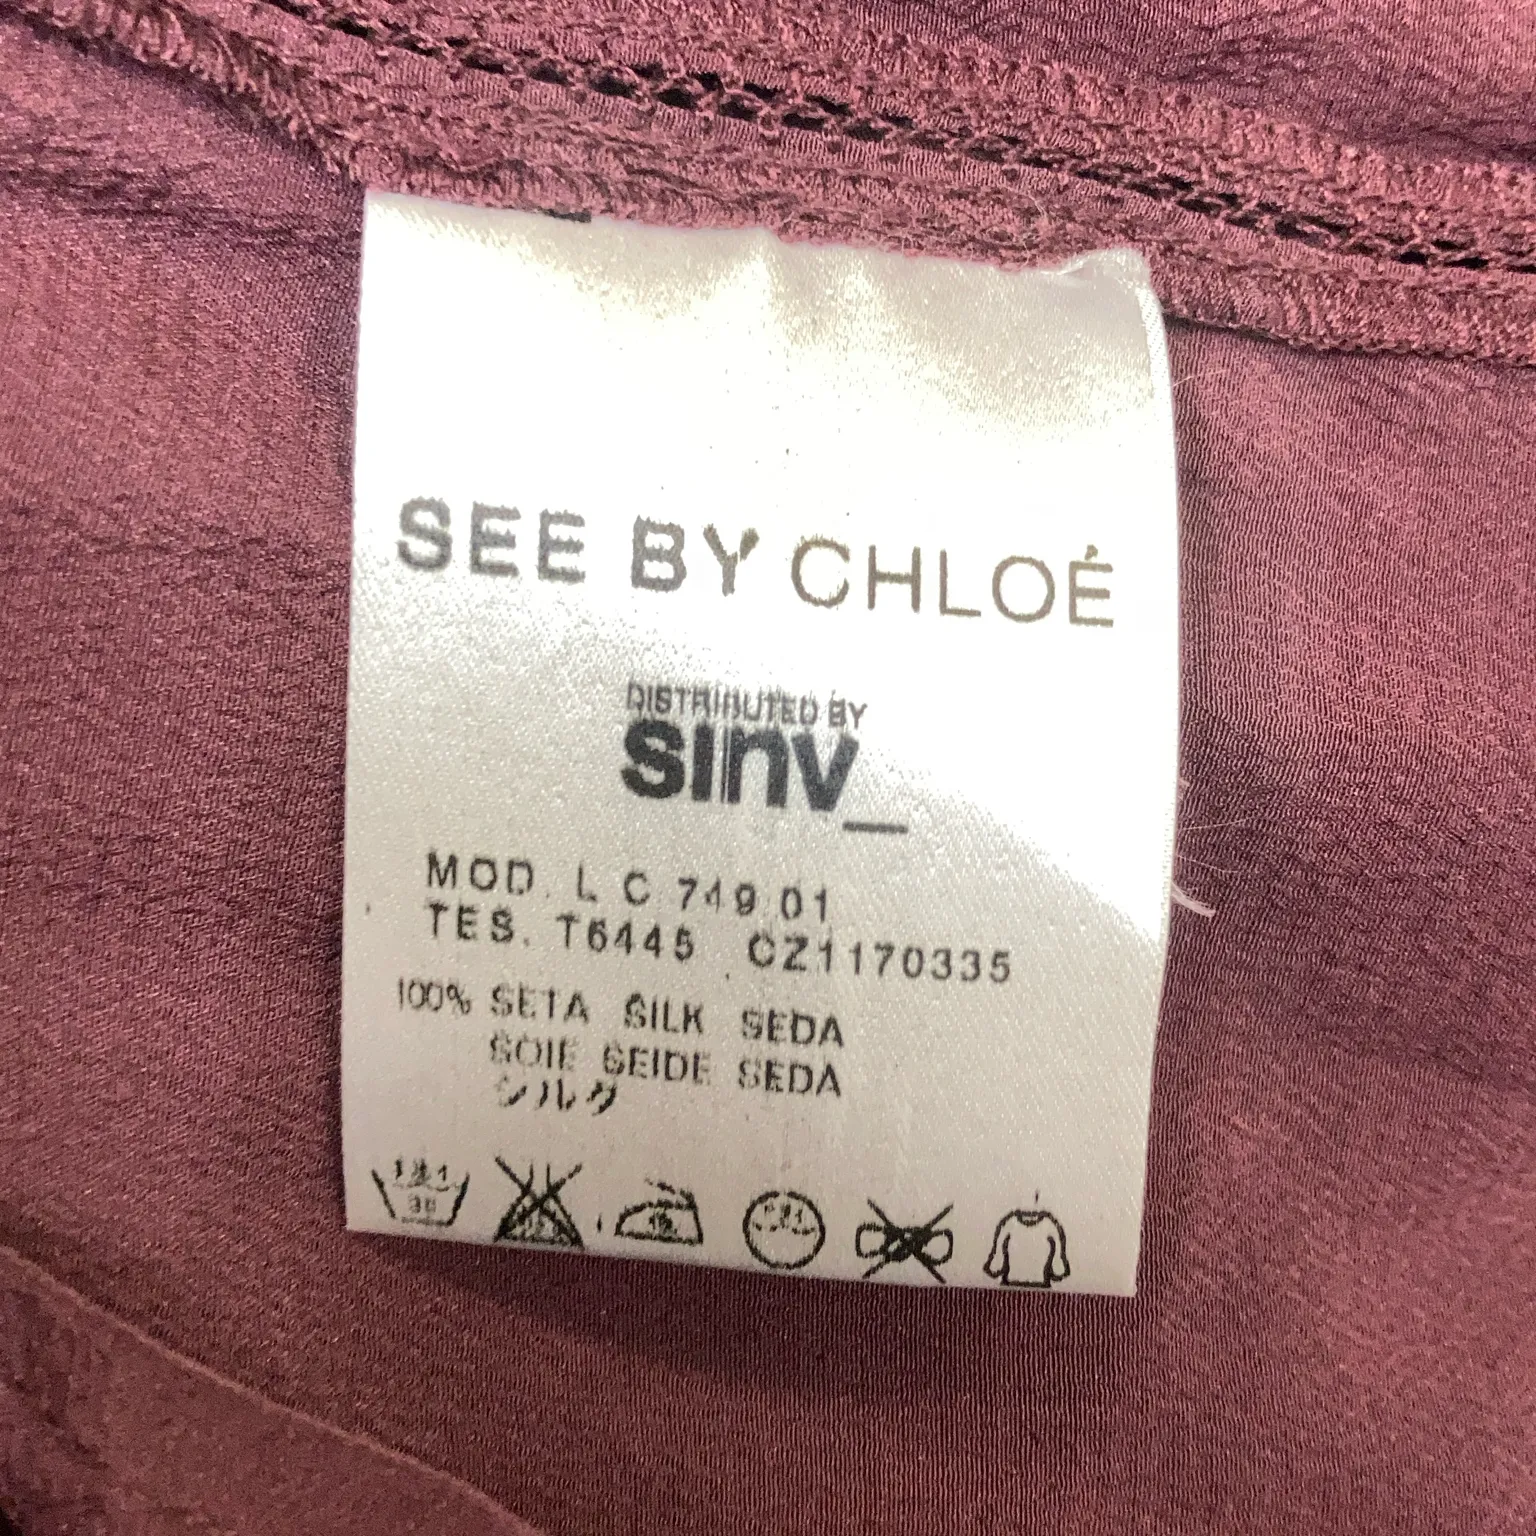 SEE BY CHLOÉ
DISTRIBUTED BY
sinv_
MOD. L C 749 01
TES. T6445 CZ1170335
100% SETA SILK SEDA
SOIE SEIDE SEDA
シルク
30